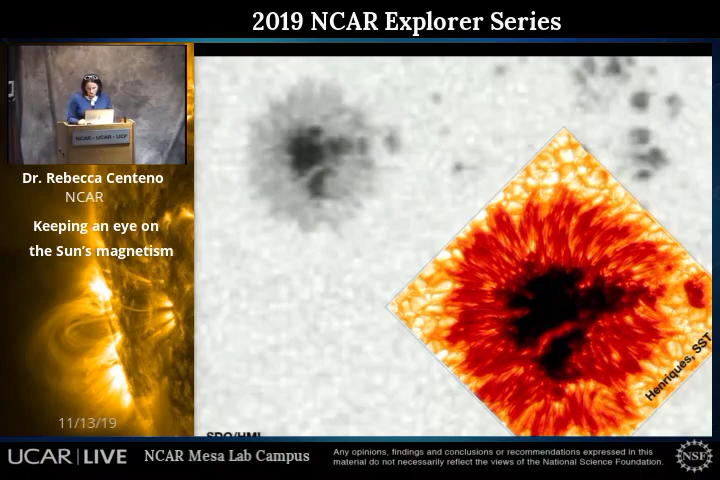 2019 NCAR Explorer Series
NCAR • UCAR • UCP
Dr. Rebecca Centeno
NCAR
Keeping an eye on
the Sun's magnetism
11/13/19
Henriques, SST
SDO/HMI
UCAR | LIVE
NCAR Mesa Lab Campus
Any opinions, findings and conclusions or recommendations expressed in this
material do not necessarily reflect the views of the National Science Foundation.
NSF